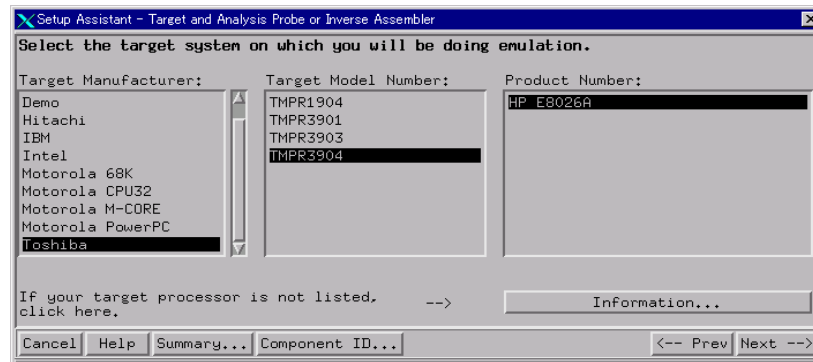 Setup Assistant - Target and Analysis Probe or Inverse Assembler
Select the target system on which you will be doing emulation.
Target Manufacturer:
Demo
Hitachi
IBM
Intel
Motorola 68K
Motorola CPU32
Motorola M-CORE
Motorola PowerPC
Toshiba
Target Model Number:
TMPR1904
TMPR3901
TMPR3903
TMPR3904
Product Number:
HP E8026A
If your target processor is not listed,
click here.
-->
Information...
Cancel
Help
Summary...
Component ID...
<-- Prev
Next -->